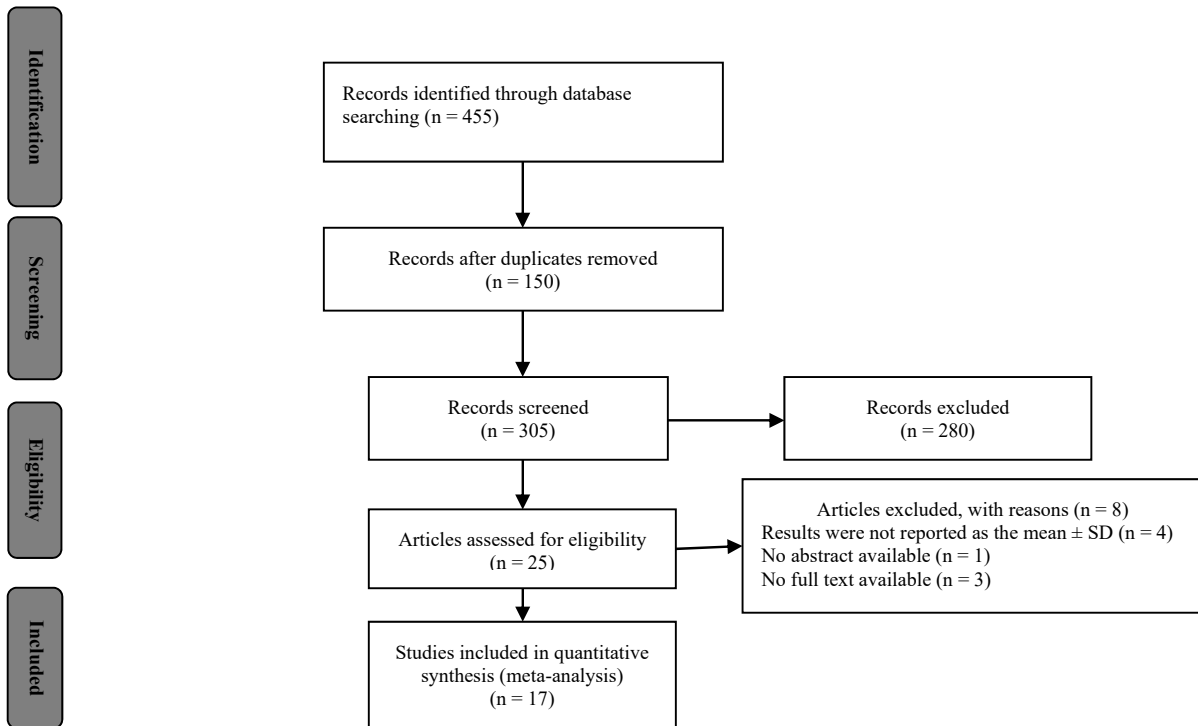 Identification
Records identified through database
searching (n = 455)
Screening
Records after duplicates removed
(n = 150)
Records screened
(n = 305)
Records excluded
(n = 280)
Eligibility
Articles assessed for eligibility
(n = 25)
Articles excluded, with reasons (n = 8)
Results were not reported as the mean ± SD (n = 4)
No abstract available (n = 1)
No full text available (n = 3)
Included
Studies included in quantitative
synthesis (meta-analysis)
(n = 17)